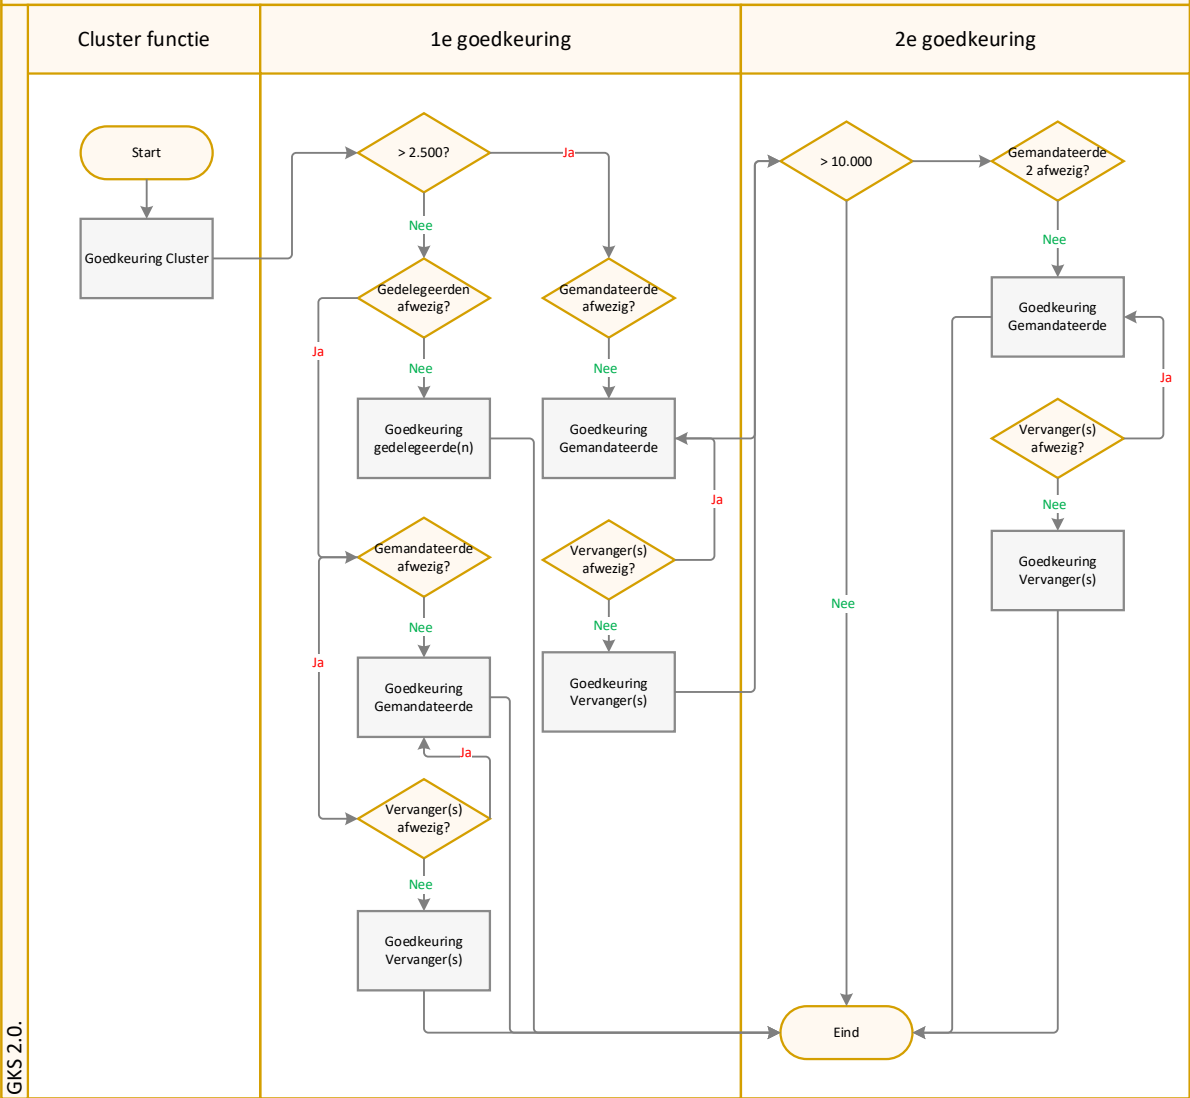 Cluster functie
1e goedkeuring
2e goedkeuring
GKS 2.0.
Start
Goedkeuring Cluster
> 2.500?
Ja
Nee
Gedelegeerden
afwezig?
Ja
Nee
Goedkeuring
gedelegeerde(n)
Gemandateerde
afwezig?
Nee
Goedkeuring
Gemandateerde
Gemandateerde
afwezig?
Nee
Ja
Goedkeuring
Gemandateerde
Ja
Vervanger(s)
afwezig?
Nee
Goedkeuring
Vervanger(s)
Vervanger(s)
afwezig?
Ja
Nee
Goedkeuring
Vervanger(s)
> 10.000
Nee
Gemandateerde
2 afwezig?
Nee
Goedkeuring
Gemandateerde
Ja
Vervanger(s)
afwezig?
Nee
Goedkeuring
Vervanger(s)
Eind